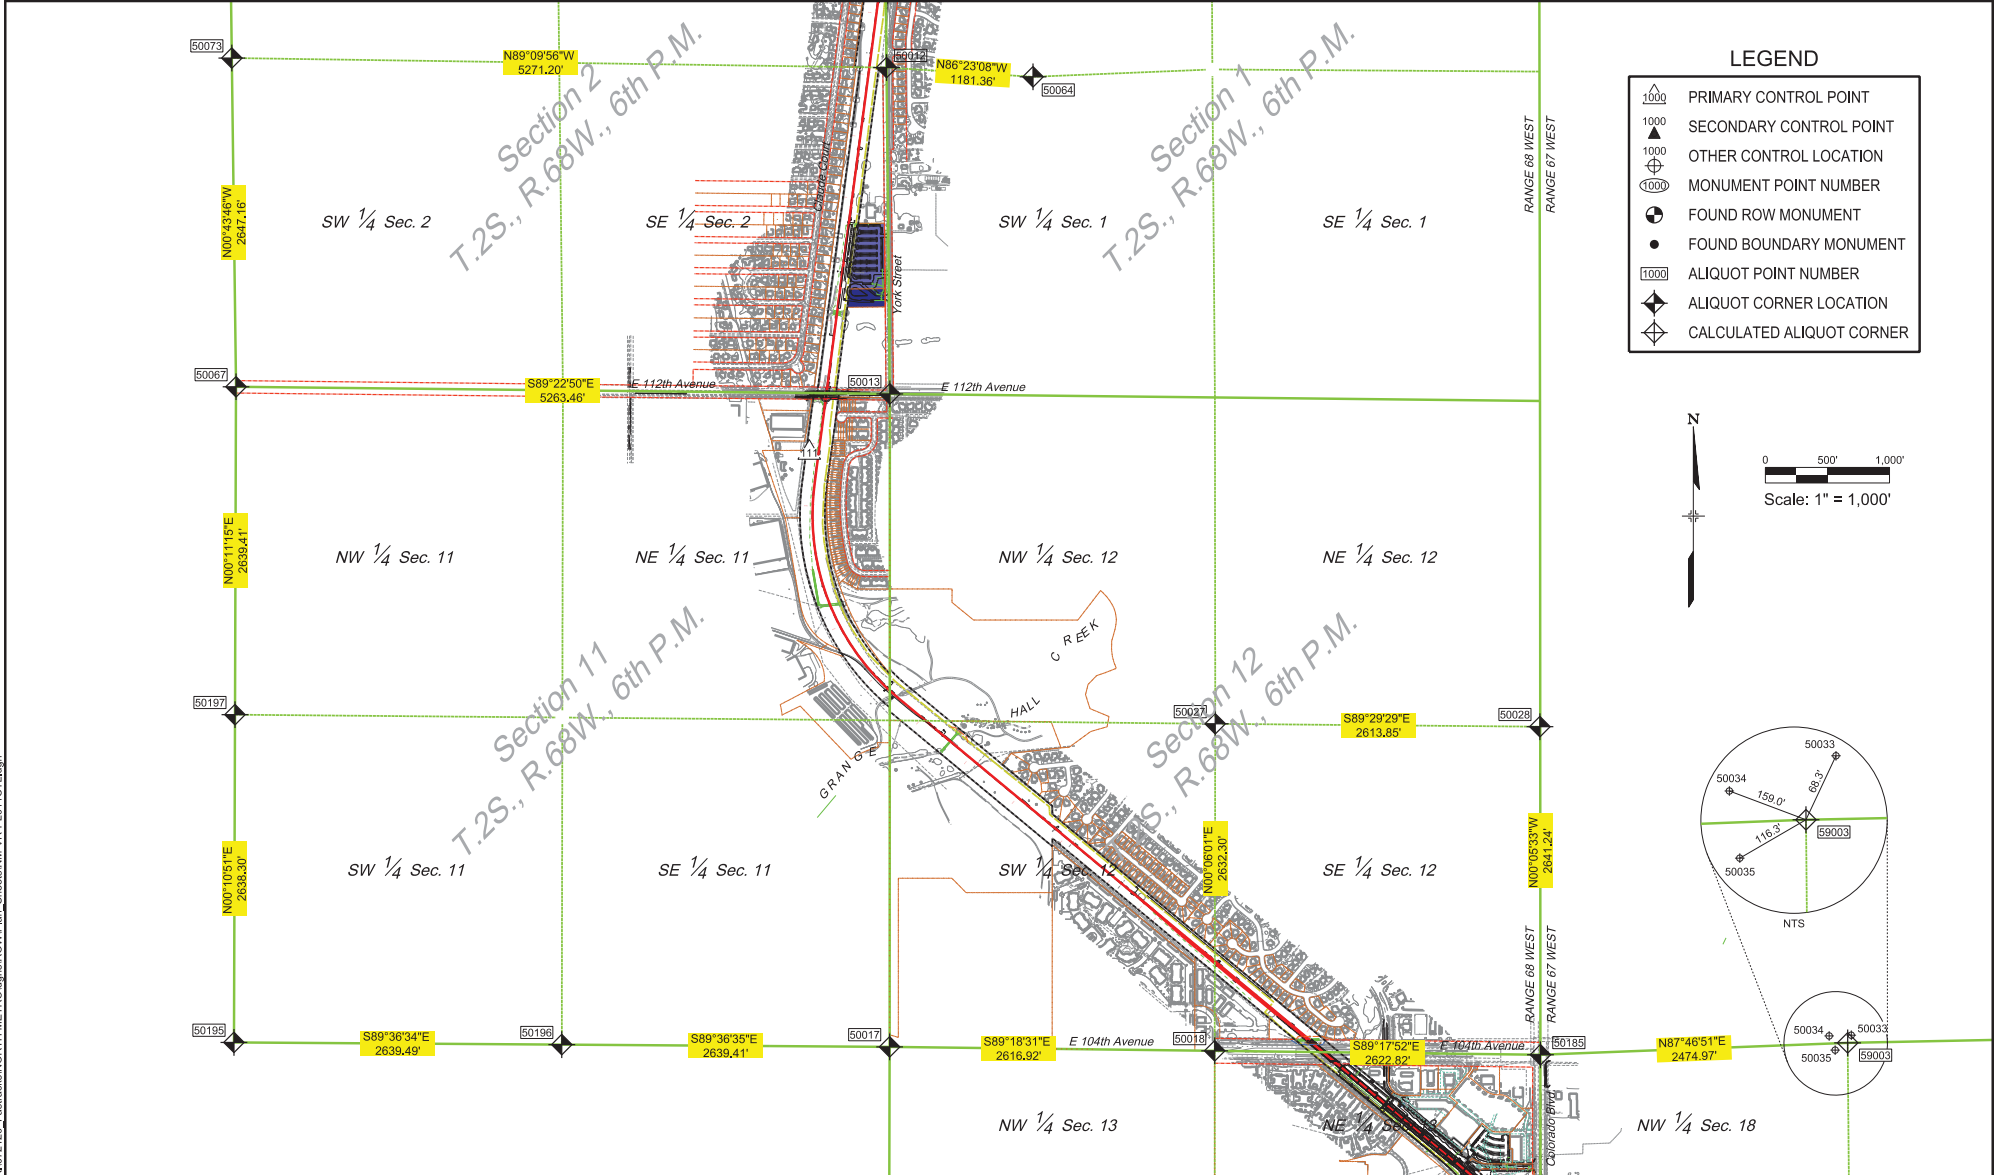 50073
N89°09'56"W
5271.20'
50012
N86°23'08"W
1181.36'
50064
Section 2
T.2S., R.68W., 6th P.M.
Section 1
T.2S., R.68W., 6th P.M.
RANGE 68 WEST
RANGE 67 WEST
LEGEND
1000 PRIMARY CONTROL POINT
1000 SECONDARY CONTROL POINT
1000 OTHER CONTROL LOCATION
1000 MONUMENT POINT NUMBER
FOUND ROW MONUMENT
FOUND BOUNDARY MONUMENT
1000 ALIQUOT POINT NUMBER
ALIQUOT CORNER LOCATION
CALCULATED ALIQUOT CORNER
N00°43'46"W
2647.16'
SW 1/4 Sec. 2
SE 1/4 Sec. 2
Claude Court
York Street
SW 1/4 Sec. 1
SE 1/4 Sec. 1
50067
S89°22'50"E
5263.46'
E 112th Avenue
50013
E 112th Avenue
111
N
0 500' 1,000'
Scale: 1" = 1,000'
N00°11'15"E
2639.41'
NW 1/4 Sec. 11
NE 1/4 Sec. 11
NW 1/4 Sec. 12
NE 1/4 Sec. 12
Section 11
T.2S., R.68W., 6th P.M.
CREEK
HALL
GRANGE
Section 12
S., R.68W., 6th P.M.
50197
50027
S89°29'29"E
2613.85'
50028
50033
50034
68.3'
159.0'
116.3'
59003
50035
NTS
N00°10'51"E
2638.30'
SW 1/4 Sec. 11
SE 1/4 Sec. 11
SW 1/4 Sec. 12
N00°06'01"E
2632.30'
SE 1/4 Sec. 12
N00°05'33"W
2641.24'
RANGE 68 WEST
RANGE 67 WEST
50195
S89°36'34"E
2639.49'
50196
S89°36'35"E
2639.41'
50017
S89°18'31"E
2616.92'
E 104th Avenue
50018
S89°17'52"E
2622.82'
E 104th Avenue
50185
N87°46'51"E
2474.97'
50034
50033
50035
59003
NW 1/4 Sec. 13
NE 1/4 Sec. 13
Colorado Blvd
NW 1/4 Sec. 18